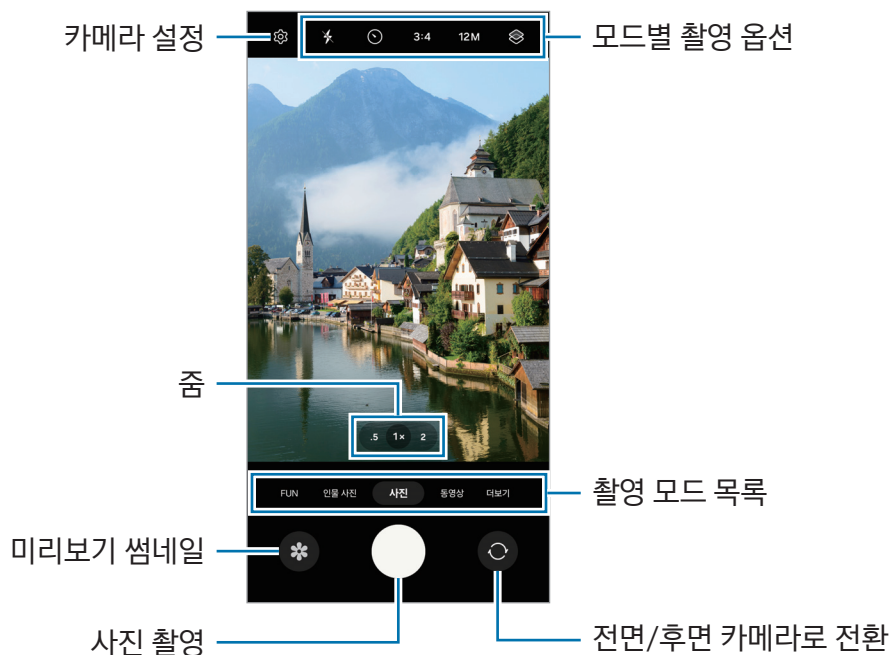 카메라 설정
3:4 12M
모드별 촬영 옵션
줌
.5 1× 2
FUN 인물 사진 사진 동영상 더보기
촬영 모드 목록
미리보기 썸네일
사진 촬영
전면/후면 카메라로 전환